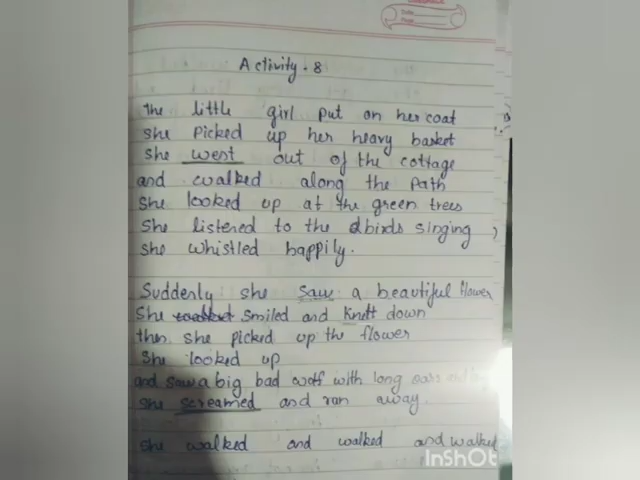 Date
Page
Activity. 8
The little girl put on her coat
she picked up her heavy basket
she west out of the cottage
and walked along the path
she looked up at the green trees
she listened to the birds singing
she whistled happily.
Suddenly she saw a beautiful flower
She smiled and knelt down
then she picked up the flower
She looked up
and saw a big bad wolf with long ears
she screamed and ran away.
she walked and walked and walked
InShOt